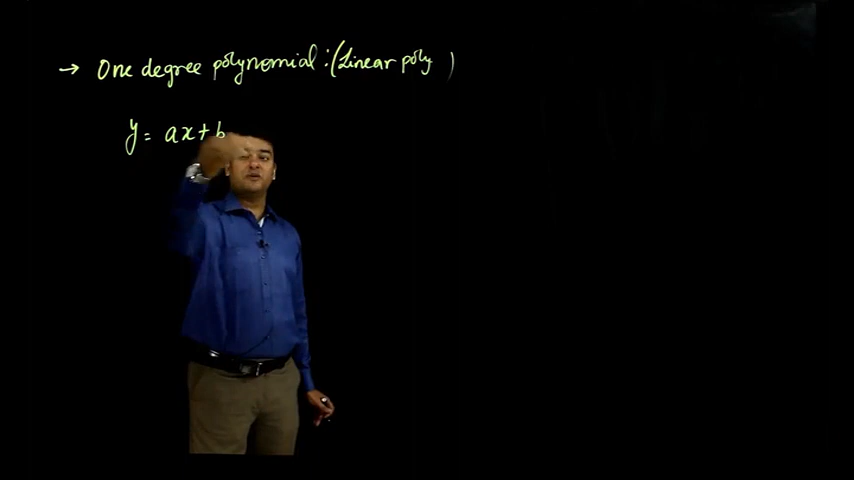 → One degree polynomial :(Linear poly )
y = ax+b